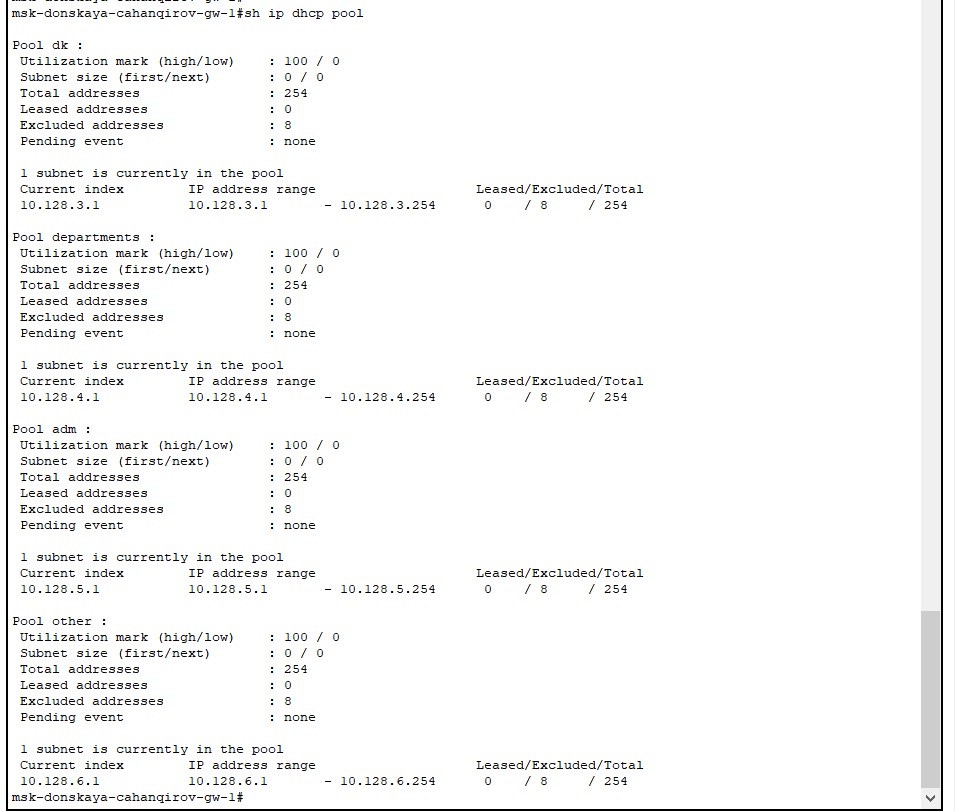 msk-donskaya-cahanqirov-gw-1#
msk-donskaya-cahanqirov-gw-1#sh ip dhcp pool
Pool dk :
Utilization mark (high/low) : 100 / 0
Subnet size (first/next) : 0 / 0
Total addresses : 254
Leased addresses : 0
Excluded addresses : 8
Pending event : none
1 subnet is currently in the pool
Current index IP address range Leased/Excluded/Total
10.128.3.1 10.128.3.1 - 10.128.3.254 0 / 8 / 254
Pool departments :
Utilization mark (high/low) : 100 / 0
Subnet size (first/next) : 0 / 0
Total addresses : 254
Leased addresses : 0
Excluded addresses : 8
Pending event : none
1 subnet is currently in the pool
Current index IP address range Leased/Excluded/Total
10.128.4.1 10.128.4.1 - 10.128.4.254 0 / 8 / 254
Pool adm :
Utilization mark (high/low) : 100 / 0
Subnet size (first/next) : 0 / 0
Total addresses : 254
Leased addresses : 0
Excluded addresses : 8
Pending event : none
1 subnet is currently in the pool
Current index IP address range Leased/Excluded/Total
10.128.5.1 10.128.5.1 - 10.128.5.254 0 / 8 / 254
Pool other :
Utilization mark (high/low) : 100 / 0
Subnet size (first/next) : 0 / 0
Total addresses : 254
Leased addresses : 0
Excluded addresses : 8
Pending event : none
1 subnet is currently in the pool
Current index IP address range Leased/Excluded/Total
10.128.6.1 10.128.6.1 - 10.128.6.254 0 / 8 / 254
msk-donskaya-cahanqirov-gw-1#